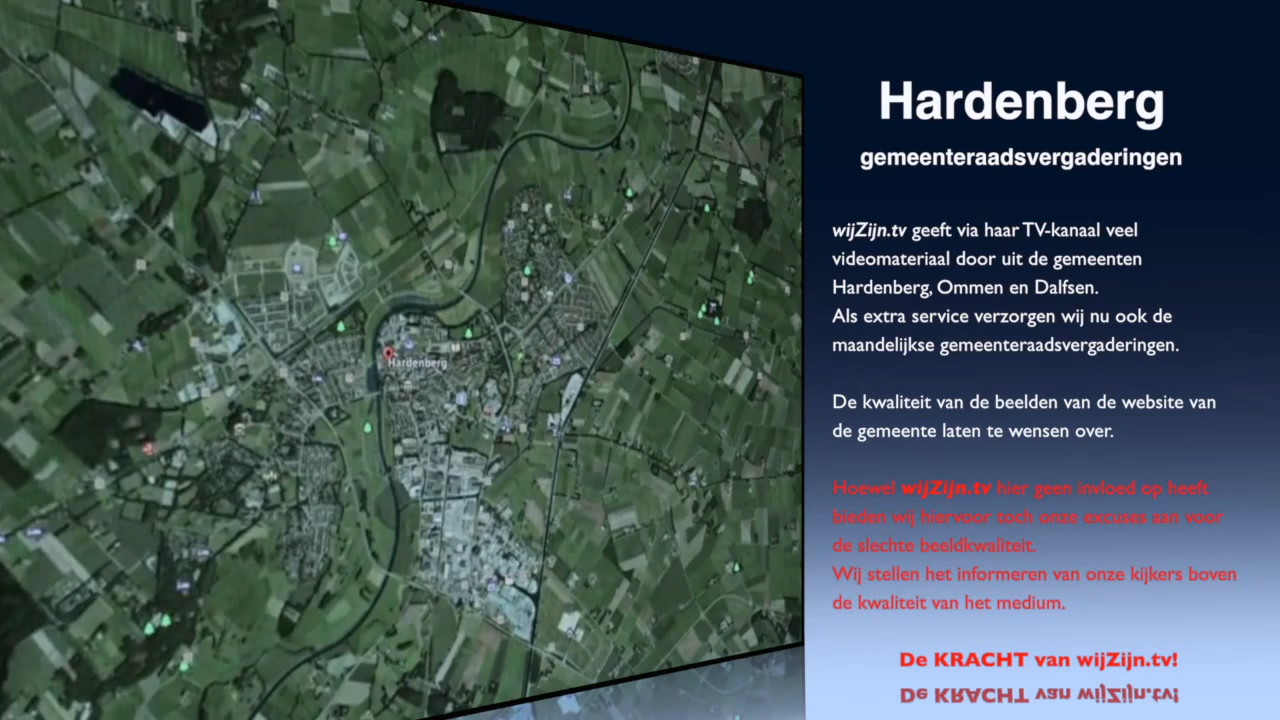 Hardenberg
gemeenteraadsvergaderingen
wijZijn.tv geeft via haar TV-kanaal veel
videomateriaal door uit de gemeenten
Hardenberg, Ommen en Dalfsen.
Als extra service verzorgen wij nu ook de
maandelijkse gemeenteraadsvergaderingen.
De kwaliteit van de beelden van de website van
de gemeente laten te wensen over.
Hoewel wijZijn.tv hier geen invloed op heeft
bieden wij hiervoor toch onze excuses aan voor
de slechte beeldkwaliteit.
Wij stellen het informeren van onze kijkers boven
de kwaliteit van het medium.
De KRACHT van wijZijn.tv!
Hardenberg